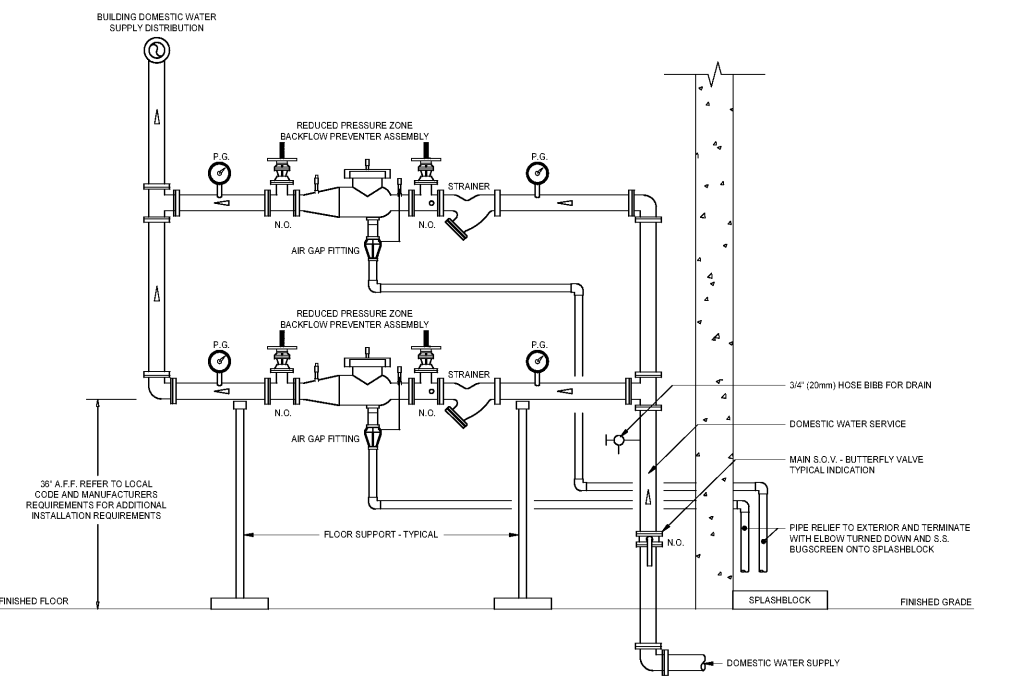 BUILDING DOMESTIC WATER
SUPPLY DISTRIBUTION
REDUCED PRESSURE ZONE
BACKFLOW PREVENTER ASSEMBLY
P.G.
P.G.
STRAINER
N.O.
N.O.
AIR GAP FITTING
REDUCED PRESSURE ZONE
BACKFLOW PREVENTER ASSEMBLY
P.G.
P.G.
STRAINER
3/4" (20mm) HOSE BIBB FOR DRAIN
N.O.
N.O.
DOMESTIC WATER SERVICE
AIR GAP FITTING
MAIN S.O.V. - BUTTERFLY VALVE
TYPICAL INDICATION
36" A.F.F. REFER TO LOCAL
CODE AND MANUFACTURERS
REQUIREMENTS FOR ADDITIONAL
INSTALLATION REQUIREMENTS
FLOOR SUPPORT - TYPICAL
N.O.
PIPE RELIEF TO EXTERIOR AND TERMINATE
WITH ELBOW TURNED DOWN AND S.S.
BUGSCREEN ONTO SPLASHBLOCK
FINISHED FLOOR
SPLASHBLOCK
FINISHED GRADE
DOMESTIC WATER SUPPLY